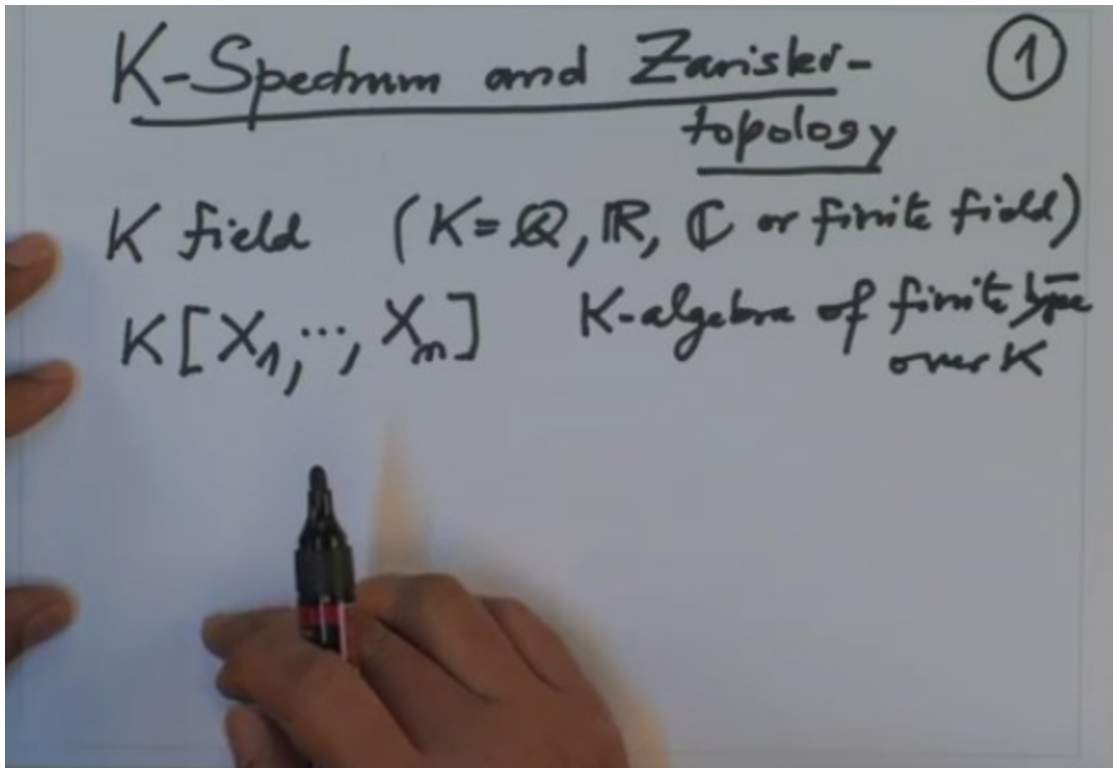 K-Spectrum and Zariski-
topology
①
K field (K = ℚ, ℝ, ℂ or finite field)
K[X₁, ..., Xₙ] K-algebra of finite type
over K